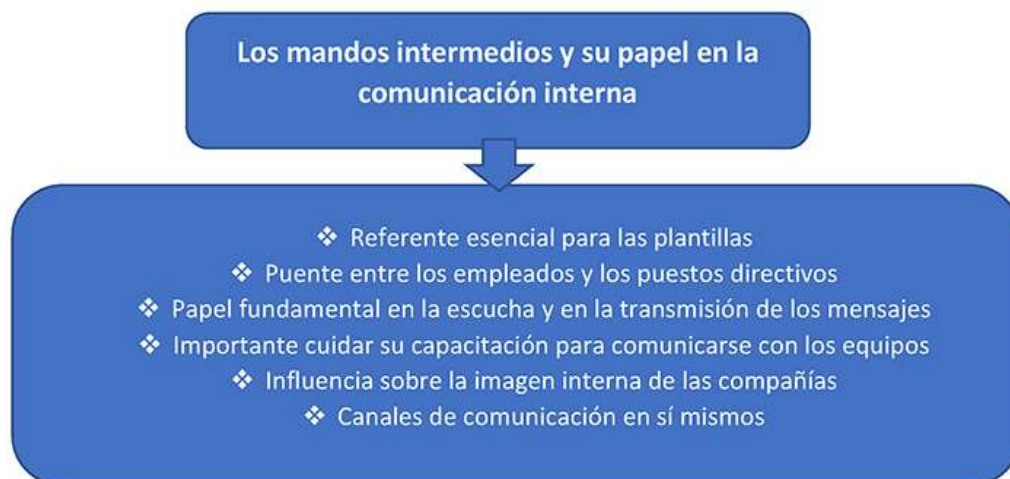 Los mandos intermedios y su papel en la
comunicación interna
❖ Referente esencial para las plantillas
❖ Puente entre los empleados y los puestos directivos
❖ Papel fundamental en la escucha y en la transmisión de los mensajes
❖ Importante cuidar su capacitación para comunicarse con los equipos
❖ Influencia sobre la imagen interna de las compañías
❖ Canales de comunicación en sí mismos